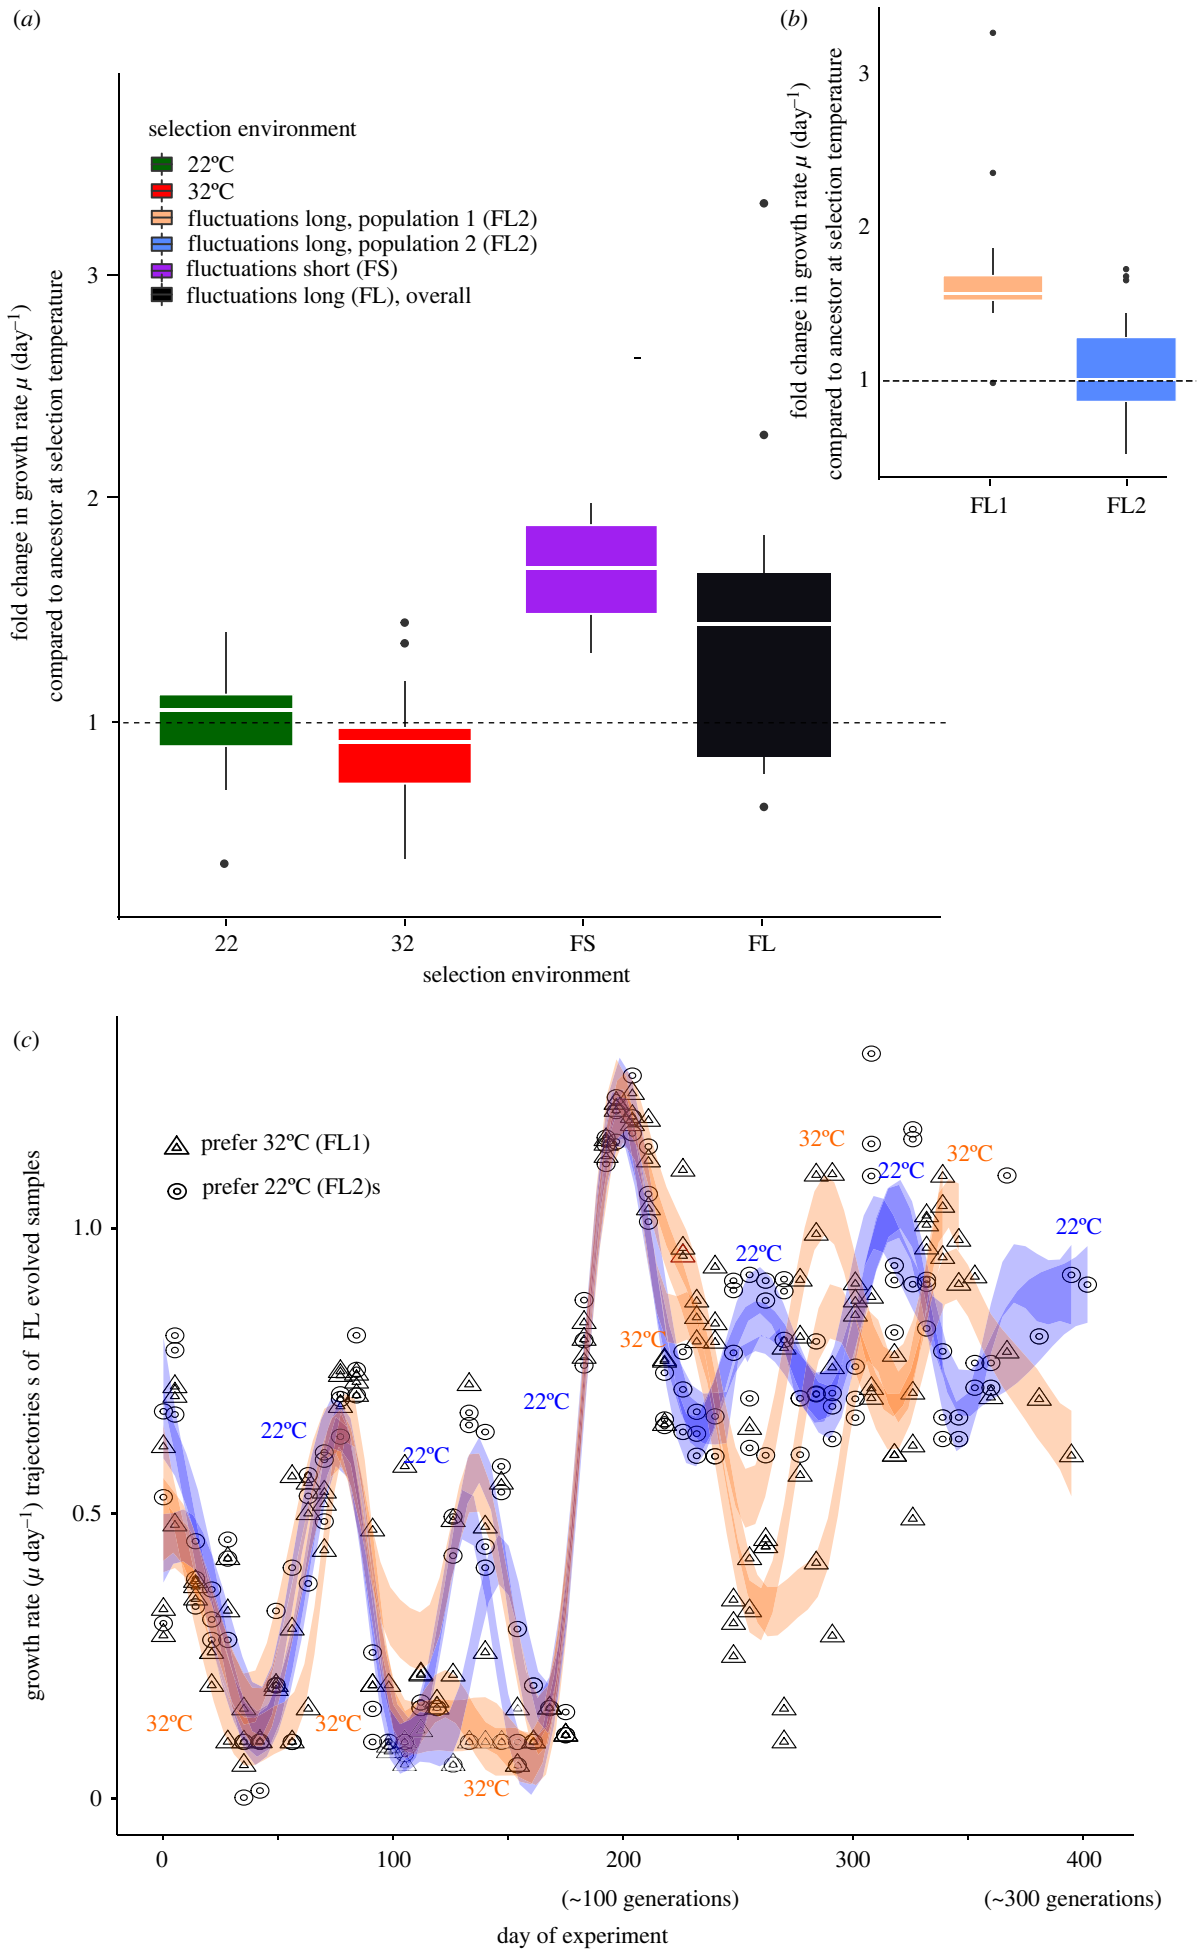 (a)
selection environment
22ºC
32ºC
fluctuations long, population 1 (FL2)
fluctuations long, population 2 (FL2)
fluctuations short (FS)
fluctuations long (FL), overall
fold change in growth rate µ (day–1)
compared to ancestor at selection temperature
3
2
1
22
32
FS
FL
selection environment
(b)
fold change in growth rate µ (day–1)
compared to ancestor at selection temperature
3
2
1
FL1
FL2
(c)
prefer 32ºC (FL1)
prefer 22ºC (FL2)s
growth rate (µ day–1) trajectories s of FL evolved samples
1.0
0.5
0
32ºC
22ºC
32ºC
22ºC
32ºC
22ºC
32ºC
22ºC
32ºC
22ºC
32ºC
22ºC
0
100
200
300
400
(~100 generations)
(~300 generations)
day of experiment